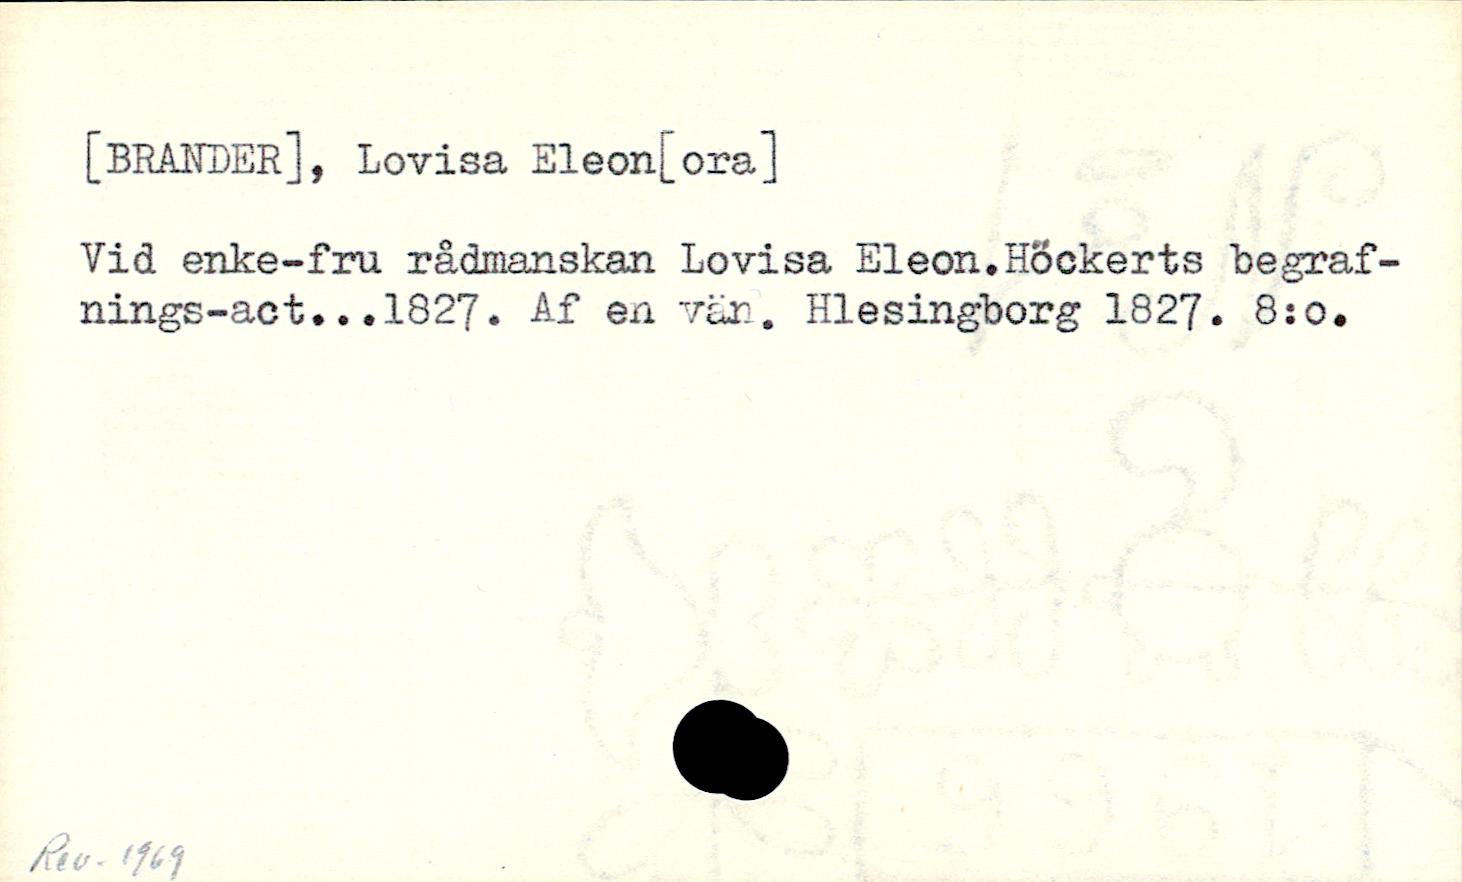 [BRANDER], Lovisa Eleon[ora]
Vid enke-fru rådmanskan Lovisa Eleon.Höckerts begraf-
nings-act...1827. Af en vän. Hlesingborg 1827. 8:o.
Rev. 1969